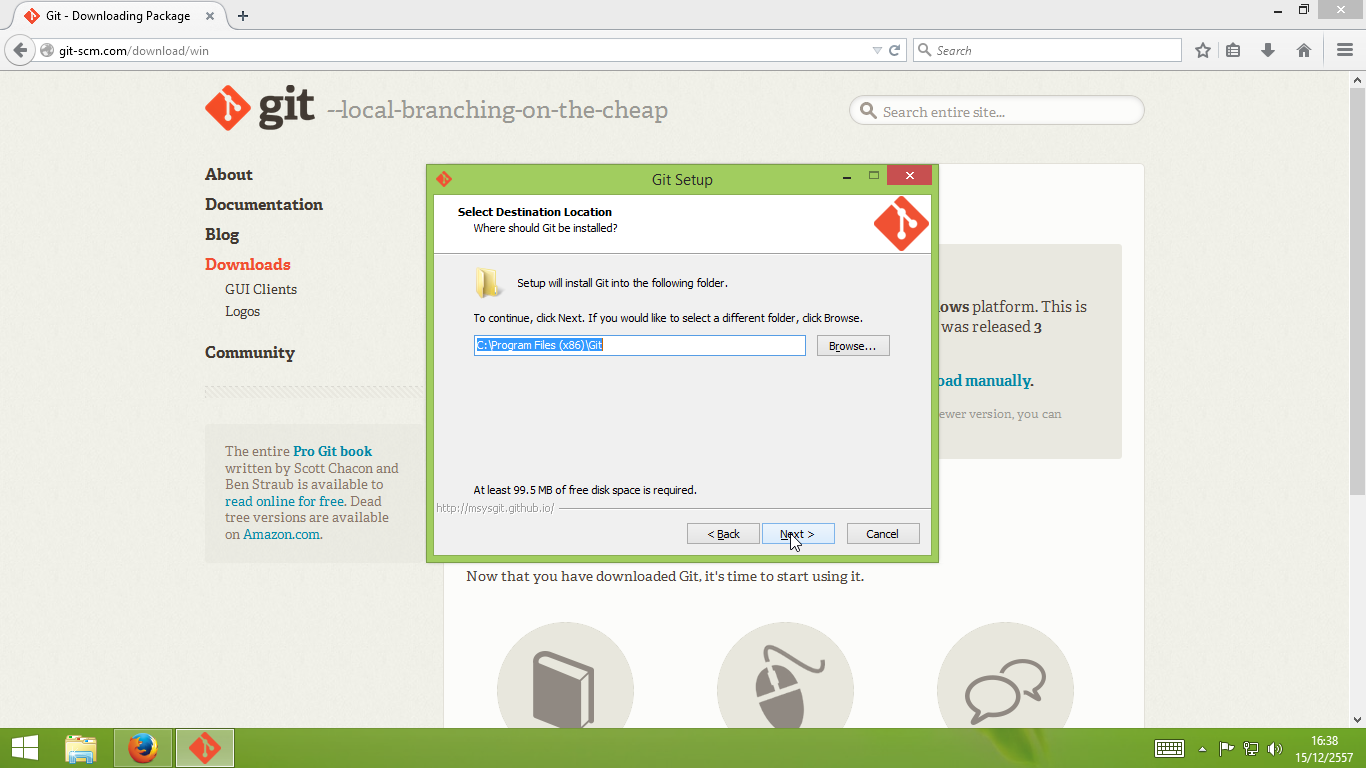 Git - Downloading Package
git-scm.com/download/win
Search
git --local-branching-on-the-cheap
Search entire site...
About
Documentation
Blog
Downloads
GUI Clients
Logos
Community
The entire Pro Git book
written by Scott Chacon and
Ben Straub is available to
read online for free. Dead
tree versions are available
on Amazon.com.
Git Setup
Select Destination Location
Where should Git be installed?
Setup will install Git into the following folder.
To continue, click Next. If you would like to select a different folder, click Browse.
C:\Program Files (x86)\Git
Browse...
At least 99.5 MB of free disk space is required.
http://msysgit.github.io/
< Back
Next >
Cancel
platform. This is
was released 3
manually.
you can
Now that you have downloaded Git, it's time to start using it.
16:38
15/12/2557